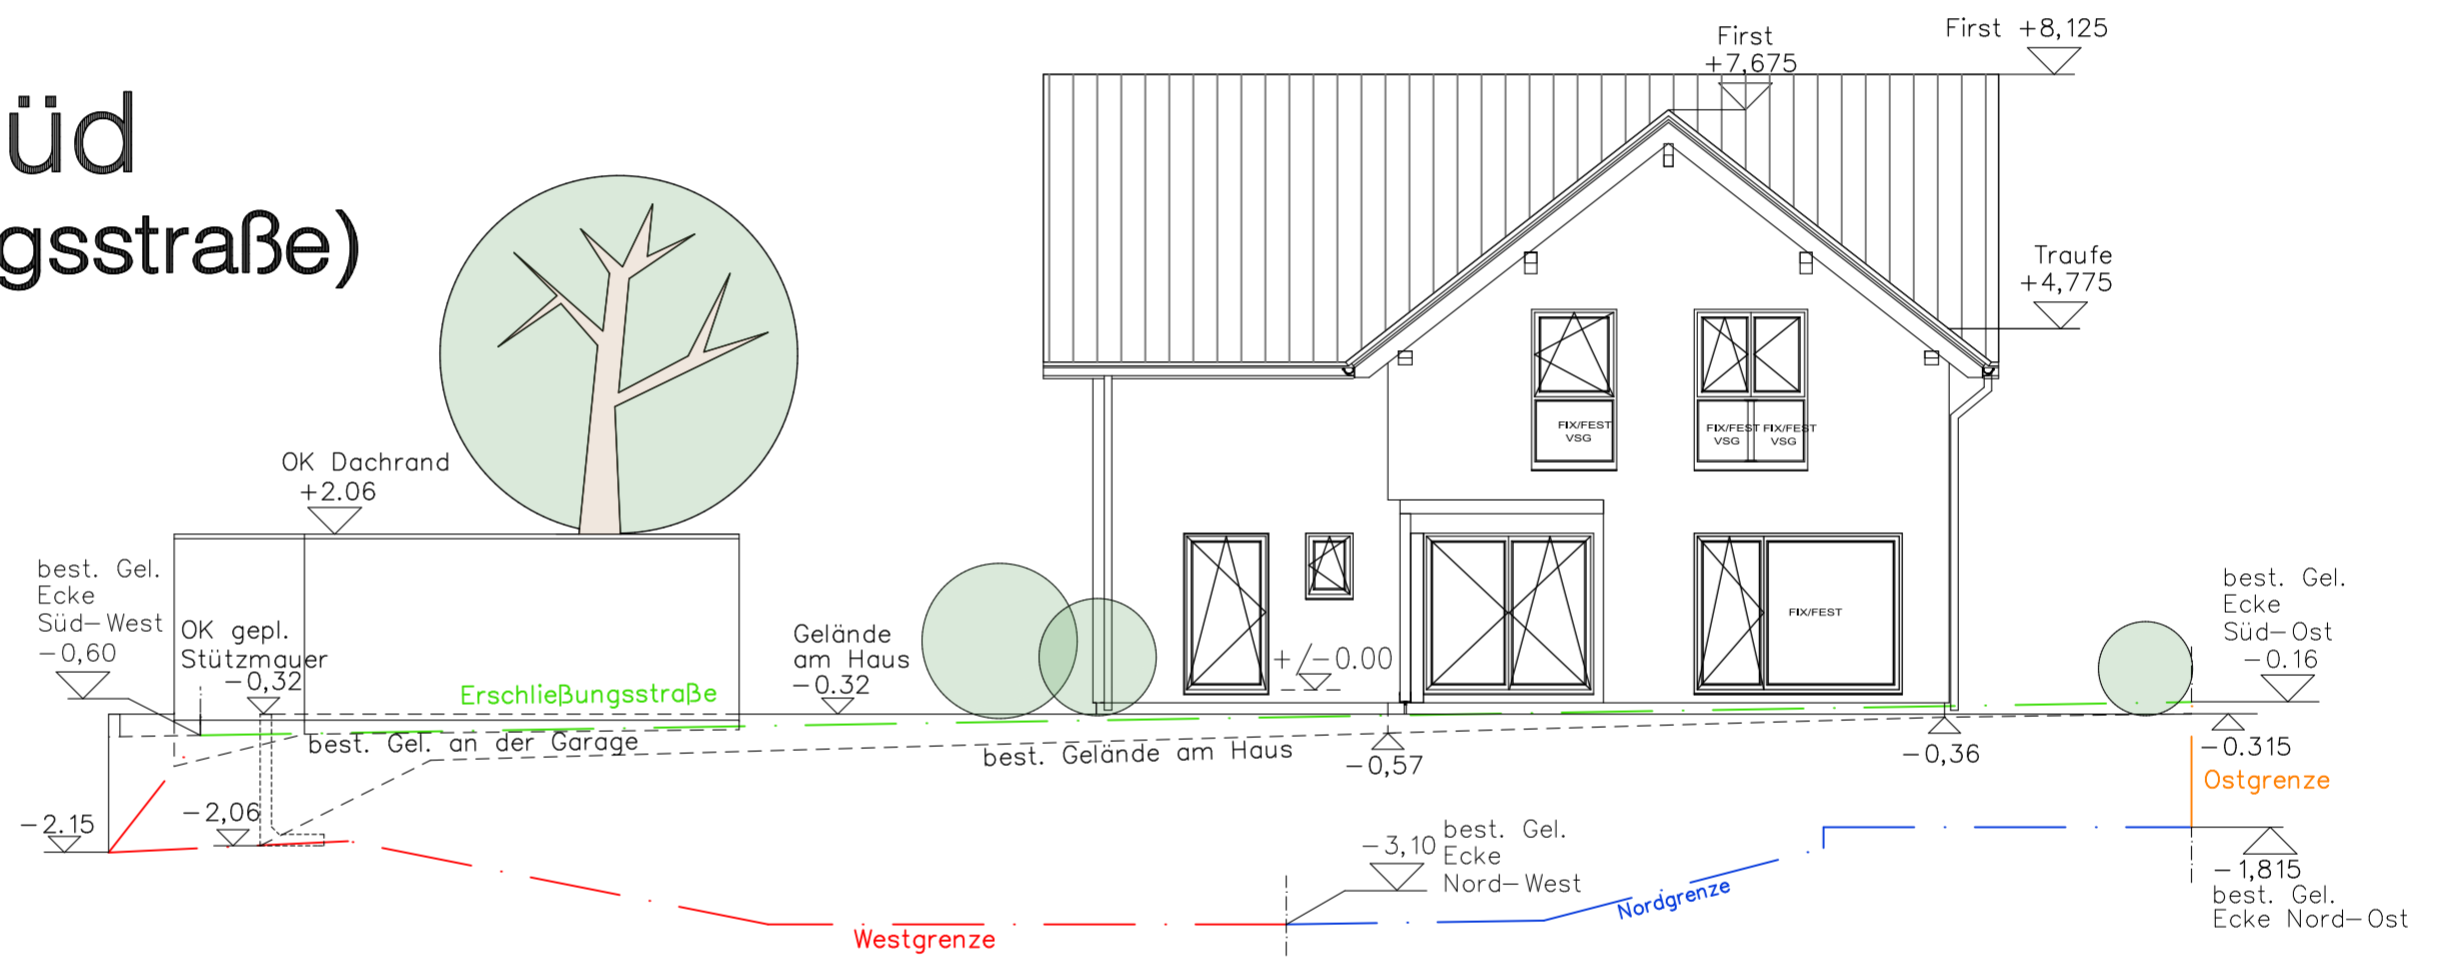 üd
gsstraße)
First
+7,675
First +8,125
Traufe
+4,775
OK Dachrand
+2.06
best. Gel.
Ecke
Süd-West
-0,60
OK gepl.
Stützmauer
-0,32
Erschließungsstraße
Gelände
am Haus
-0.32
+/-0.00
FIX/FEST
VSG
FIX/FEST
VSG
FIX/FEST
VSG
FIX/FEST
best. Gel.
Ecke
Süd-Ost
-0.16
best. Gel. an der Garage
best. Gelände am Haus
-0,57
-0,36
-0.315
Ostgrenze
-2.15
-2,06
-3,10
best. Gel.
Ecke
Nord-West
Nordgrenze
Westgrenze
-1,815
best. Gel.
Ecke Nord-Ost